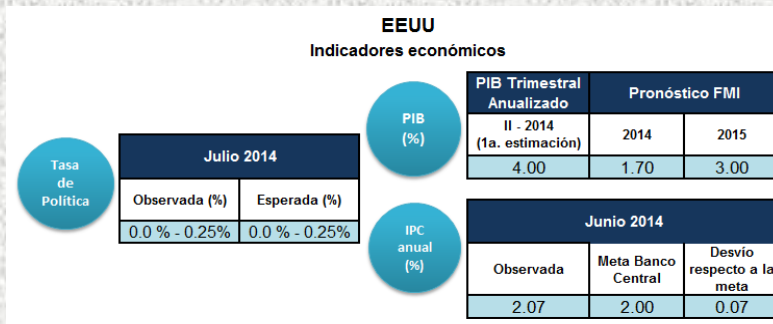 EEUU
Indicadores económicos
Tasa
de
Política
Julio 2014
Observada (%) Esperada (%)
0.0 % - 0.25% 0.0 % - 0.25%
PIB
(%)
PIB Trimestral
Anualizado
Pronóstico FMI
II - 2014
(1a. estimación)
2014 2015
4.00 1.70 3.00
IPC
anual
(%)
Junio 2014
Observada
Meta Banco
Central
Desvío
respecto a la
meta
2.07 2.00 0.07